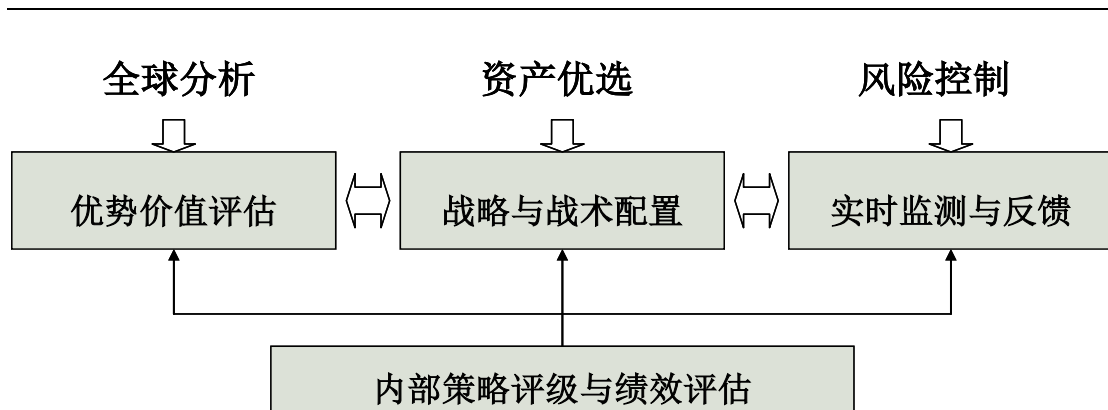 全球分析 资产优选 风险控制
优势价值评估 战略与战术配置 实时监测与反馈
内部策略评级与绩效评估